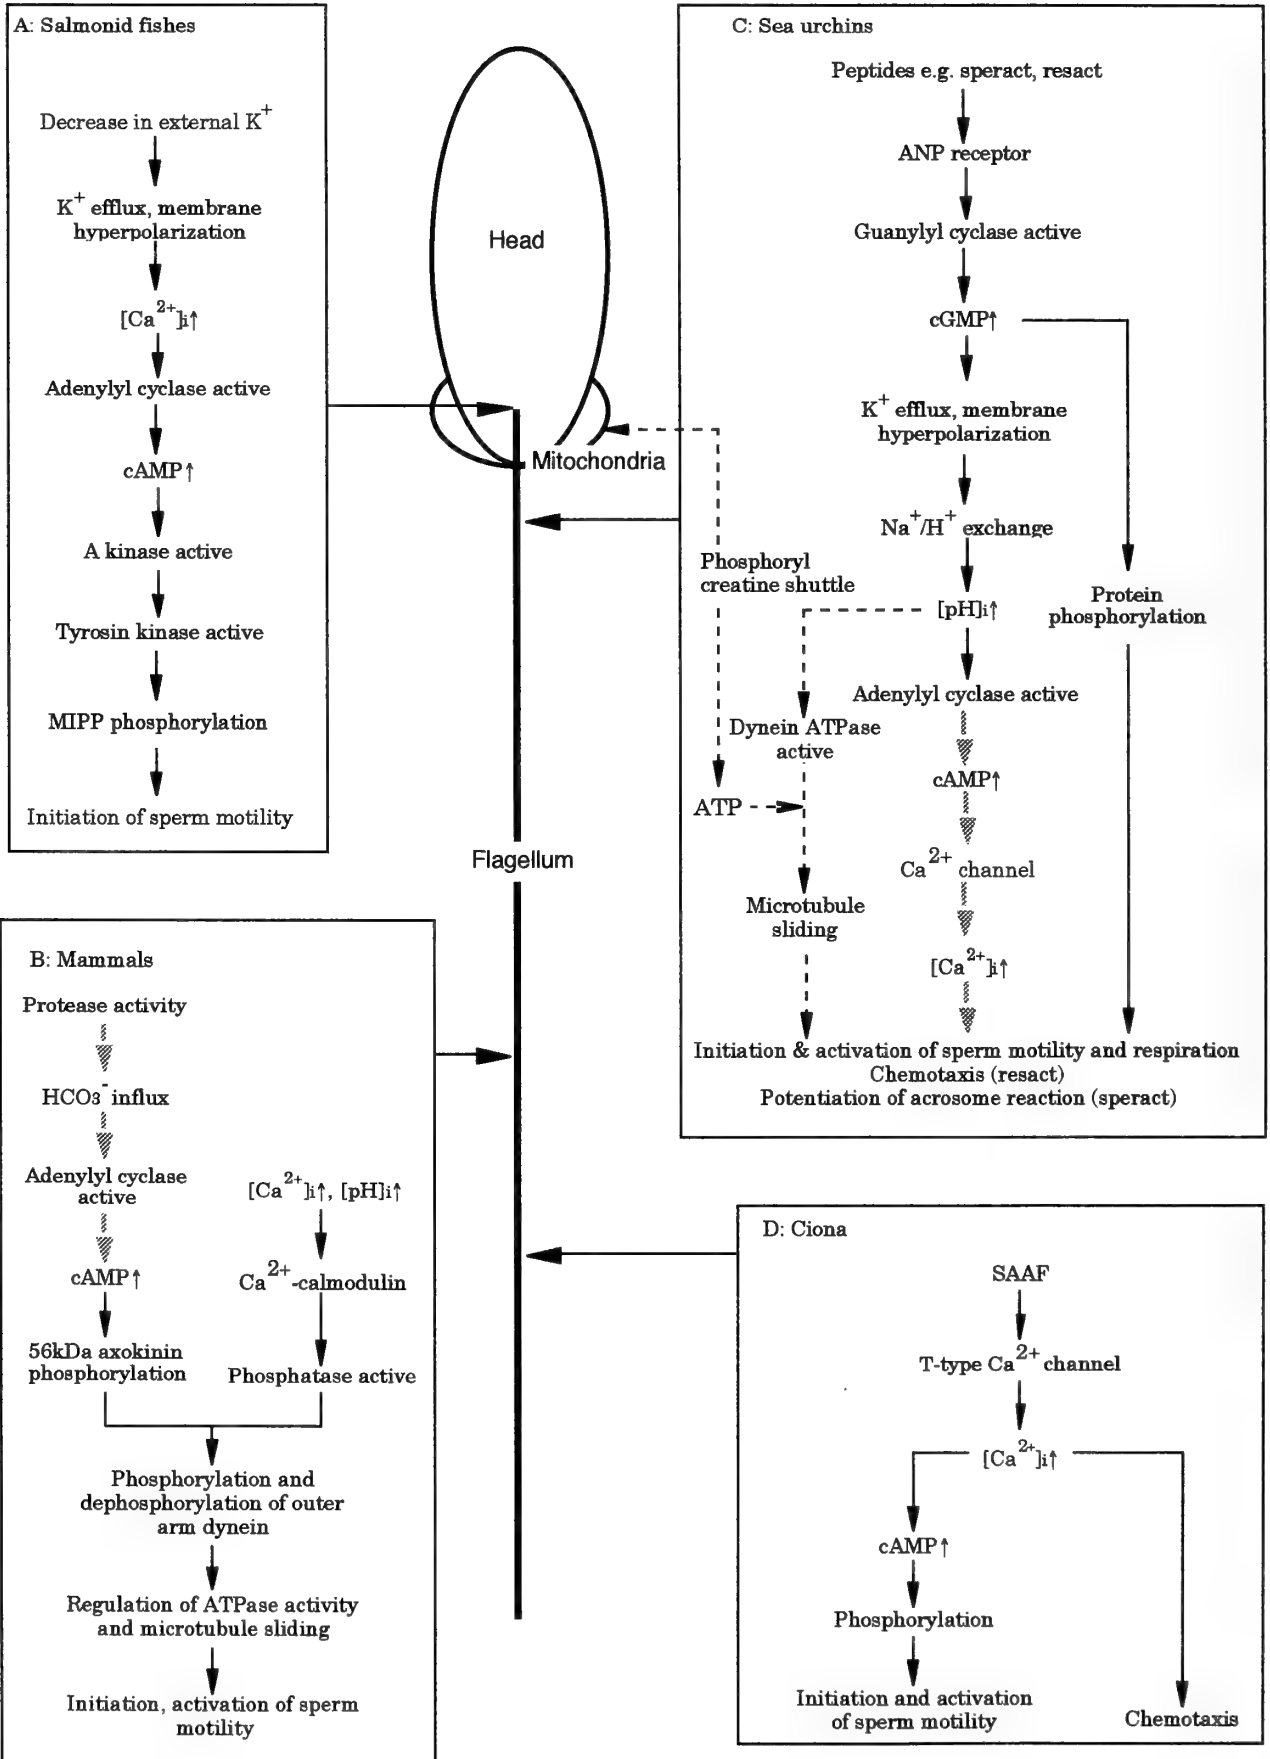 A: Salmonid fishes
Decrease in external K+
K+ efflux, membrane
hyperpolarization
[Ca2+]i↑
Adenylyl cyclase active
cAMP↑
A kinase active
Tyrosin kinase active
MIPP phosphorylation
Initiation of sperm motility
Head
Mitochondria
Flagellum
B: Mammals
Protease activity
HCO3- influx
Adenylyl cyclase
active
cAMP↑
56kDa axokinin
phosphorylation
[Ca2+]i↑, [pH]i↑
Ca2+-calmodulin
Phosphatase active
Phosphorylation and
dephosphorylation of outer
arm dynein
Regulation of ATPase activity
and microtubule sliding
Initiation, activation of sperm
motility
C: Sea urchins
Peptides e.g. speract, resact
ANP receptor
Guanylyl cyclase active
cGMP↑
K+ efflux, membrane
hyperpolarization
Na+/H+ exchange
[pH]i↑
Protein
phosphorylation
Phosphoryl
creatine shuttle
Adenylyl cyclase active
Dynein ATPase
active
cAMP↑
ATP
Ca2+ channel
Microtubule
sliding
[Ca2+]i↑
Initiation & activation of sperm motility and respiration
Chemotaxis (resact)
Potentiation of acrosome reaction (speract)
D: Ciona
SAAF
T-type Ca2+ channel
[Ca2+]i↑
cAMP↑
Phosphorylation
Initiation and activation
of sperm motility
Chemotaxis